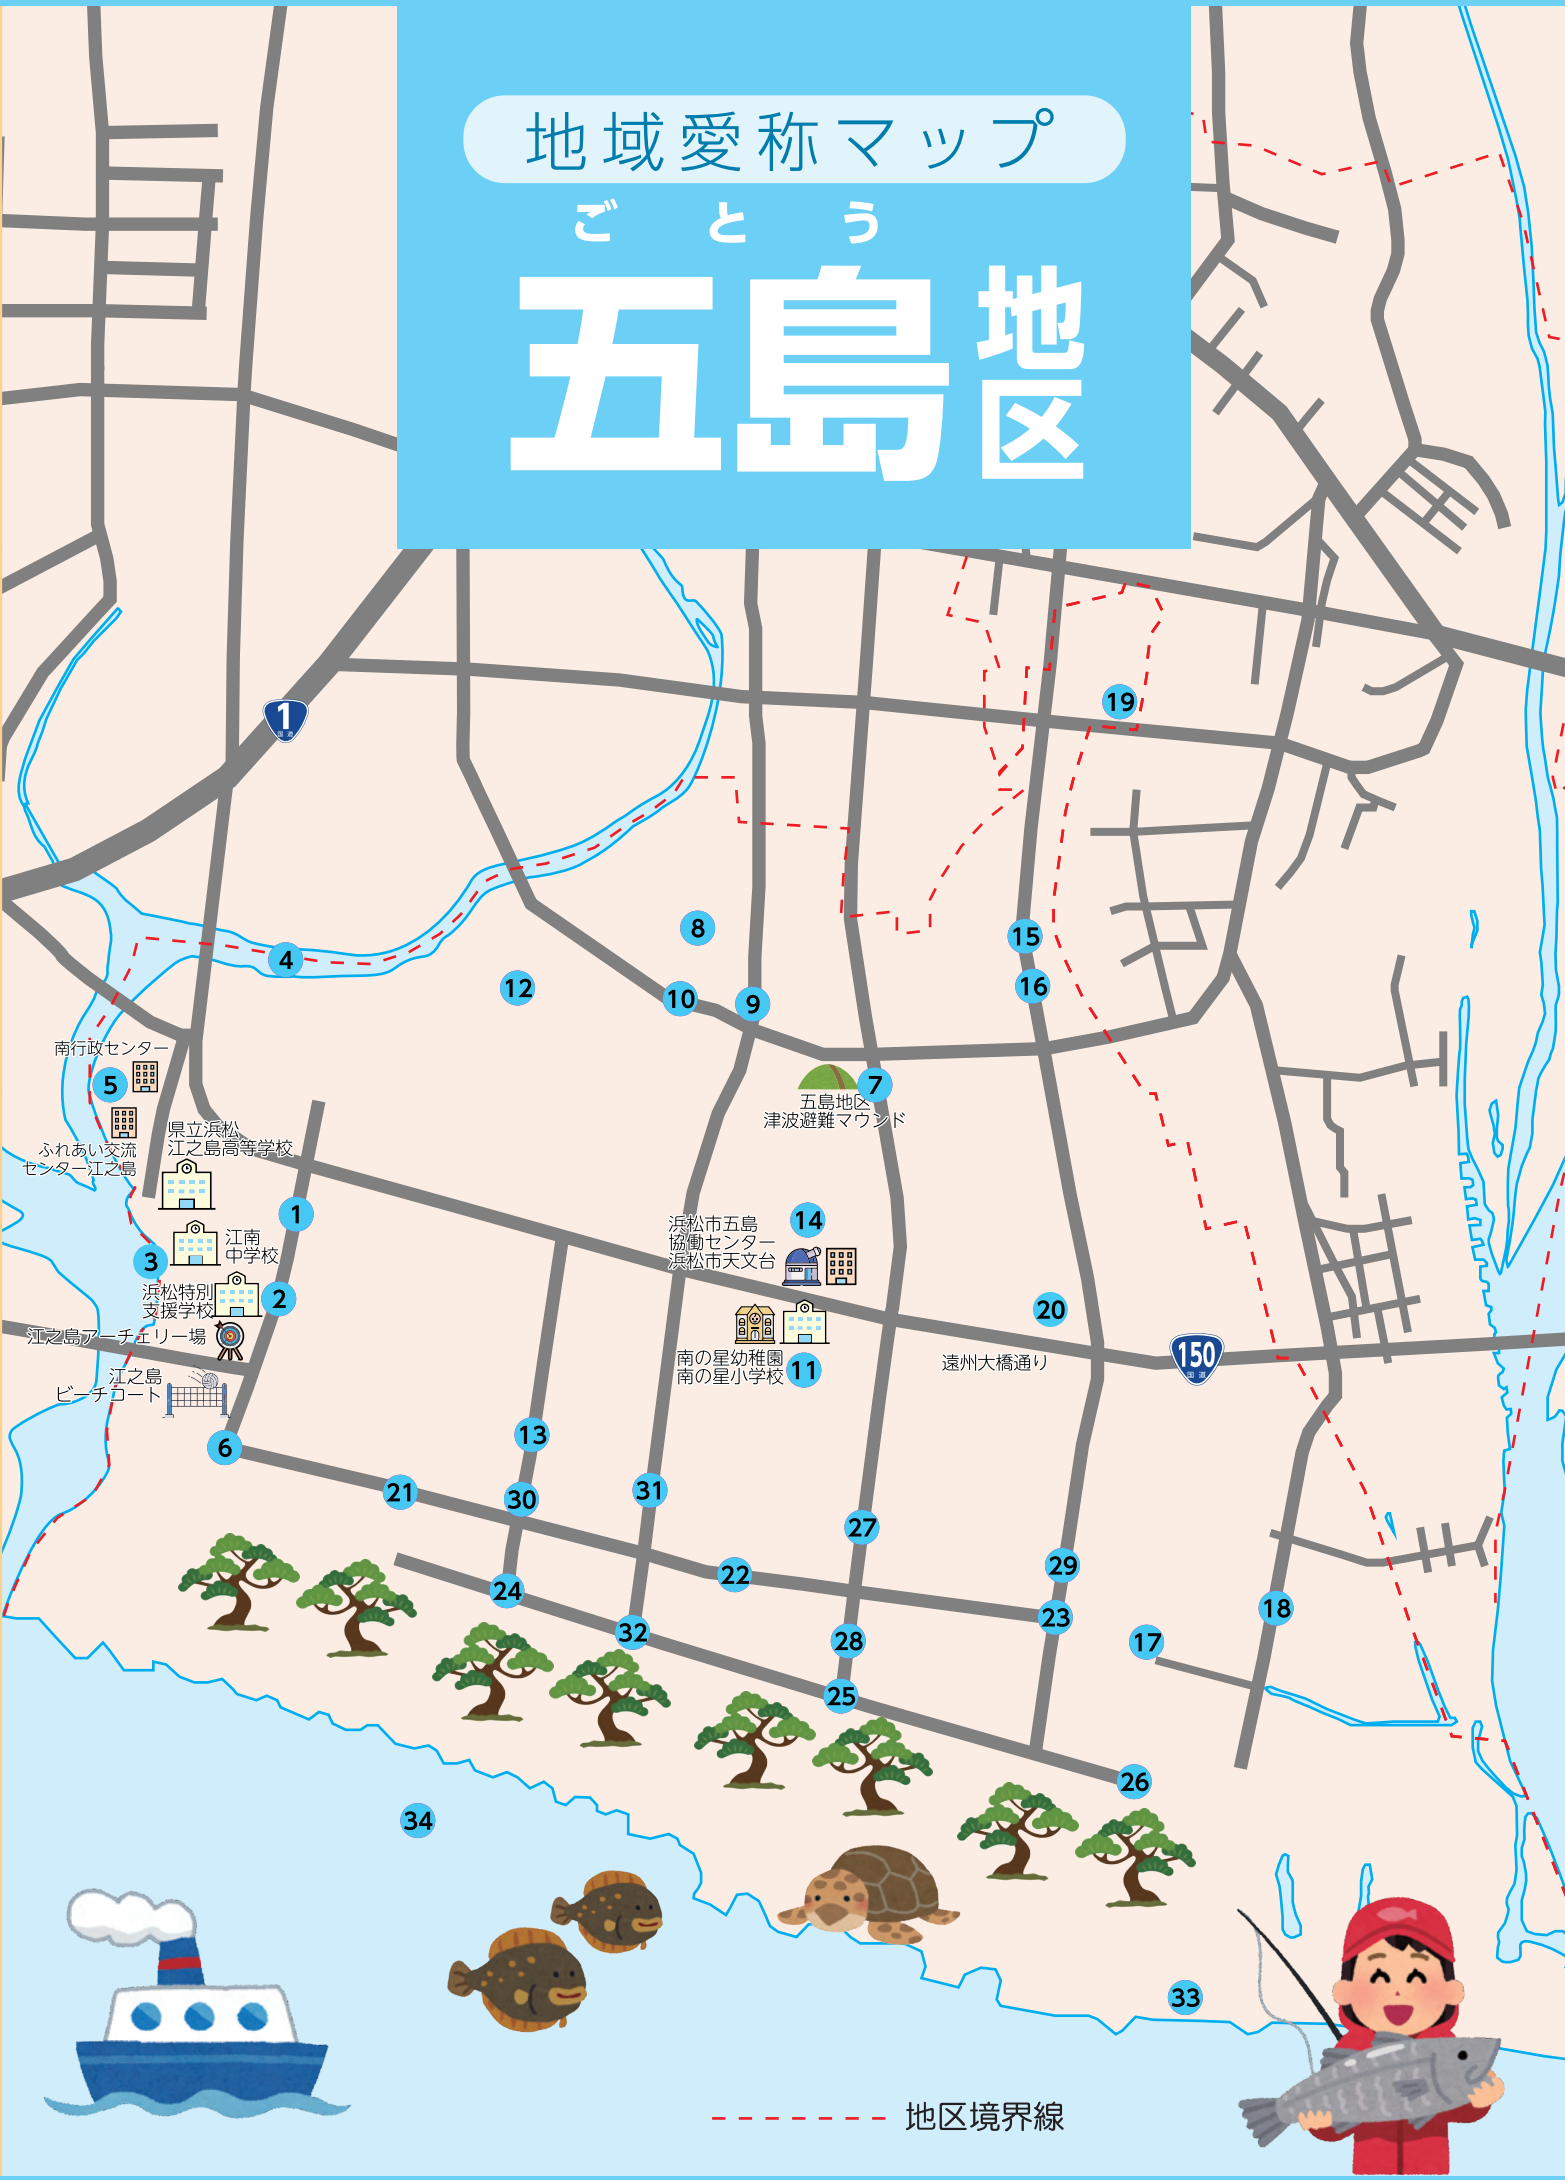 地域愛称マップ
ごとう
五島地区
1
国道
19
8
15
4
12
10
9
16
南行政センター
5
7
五島地区
津波避難マウンド
ふれあい交流
センター江之島
県立浜松
江之島高等学校
1
14
浜松市五島
協働センター
浜松市天文台
江南
中学校
3
浜松特別
支援学校
2
20
江之島アーチェリー場
南の星幼稚園
南の星小学校
11
遠州大橋通り
150
国道
江之島
ビーチコート
6
13
21
30
31
27
22
29
24
23
18
32
28
17
25
26
34
33
地区境界線